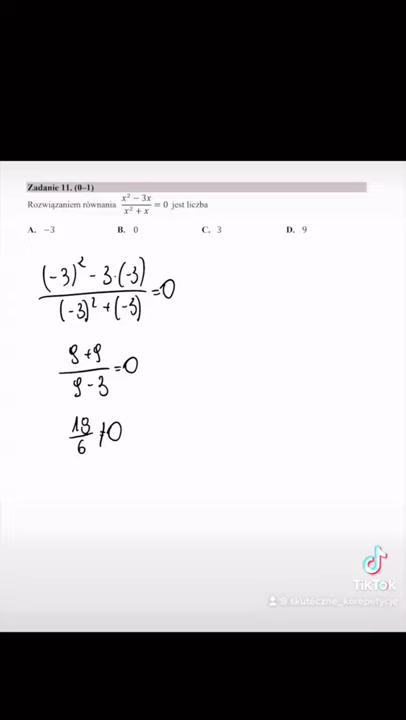 Zadanie 11. (0–1)
Rozwiązaniem równania (x² − 3x)/(x² + x) = 0 jest liczba
A. −3 B. 0 C. 3 D. 9
((-3)² - 3·(-3))/((-3)² + (-3)) = 0
(9+9)/(9-3) = 0
18/6 ≠ 0
TikTok
@skuteczne_korepetycje